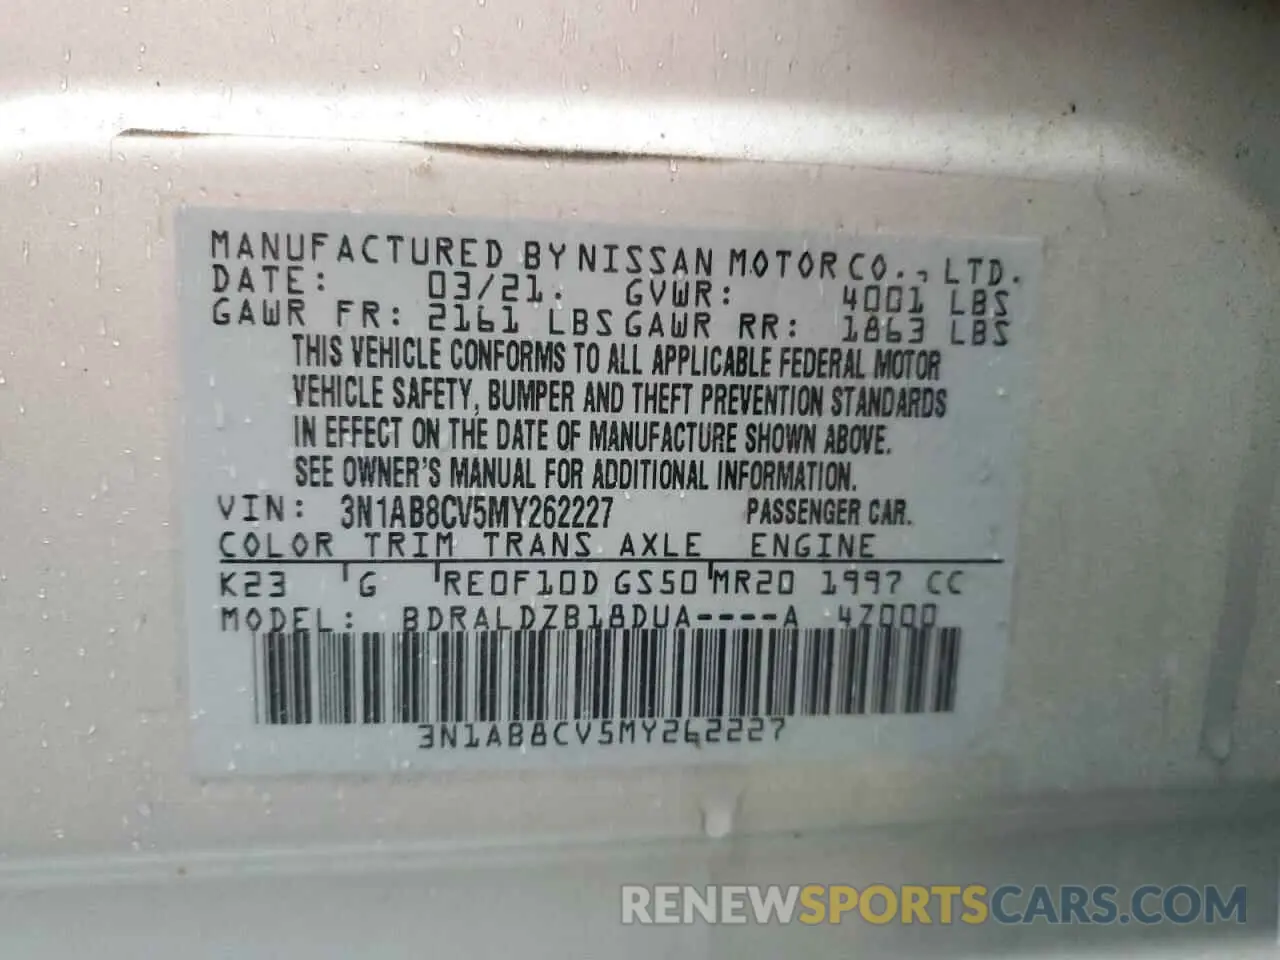 MANUFACTURED BY NISSAN MOTOR CO., LTD.
DATE: 03/21. GVWR: 4001 LBS
GAWR FR: 2161 LBS GAWR RR: 1863 LBS
THIS VEHICLE CONFORMS TO ALL APPLICABLE FEDERAL MOTOR
VEHICLE SAFETY, BUMPER AND THEFT PREVENTION STANDARDS
IN EFFECT ON THE DATE OF MANUFACTURE SHOWN ABOVE.
SEE OWNER'S MANUAL FOR ADDITIONAL INFORMATION.
VIN: 3N1AB8CV5MY262227 PASSENGER CAR.
COLOR TRIM TRANS AXLE ENGINE
K23 G RE0F10D GS50 MR20 1997 CC
MODEL: BDRALDZB18DUA----A 4Z000
3N1AB8CV5MY262227
RENEWSPORTSCARS.COM